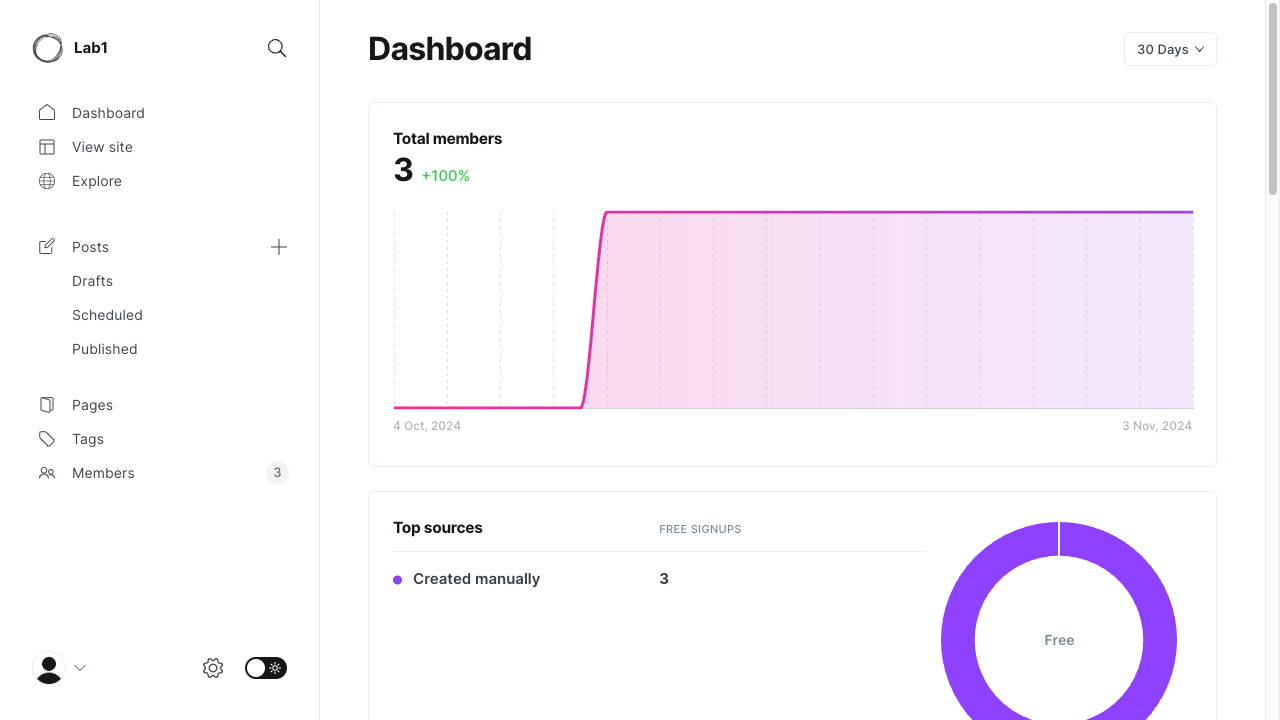 Lab1
Dashboard
View site
Explore
Posts
Drafts
Scheduled
Published
Pages
Tags
Members 3
Dashboard
30 Days
Total members
3 +100%
4 Oct, 2024 3 Nov, 2024
Top sources FREE SIGNUPS
Created manually 3
Free